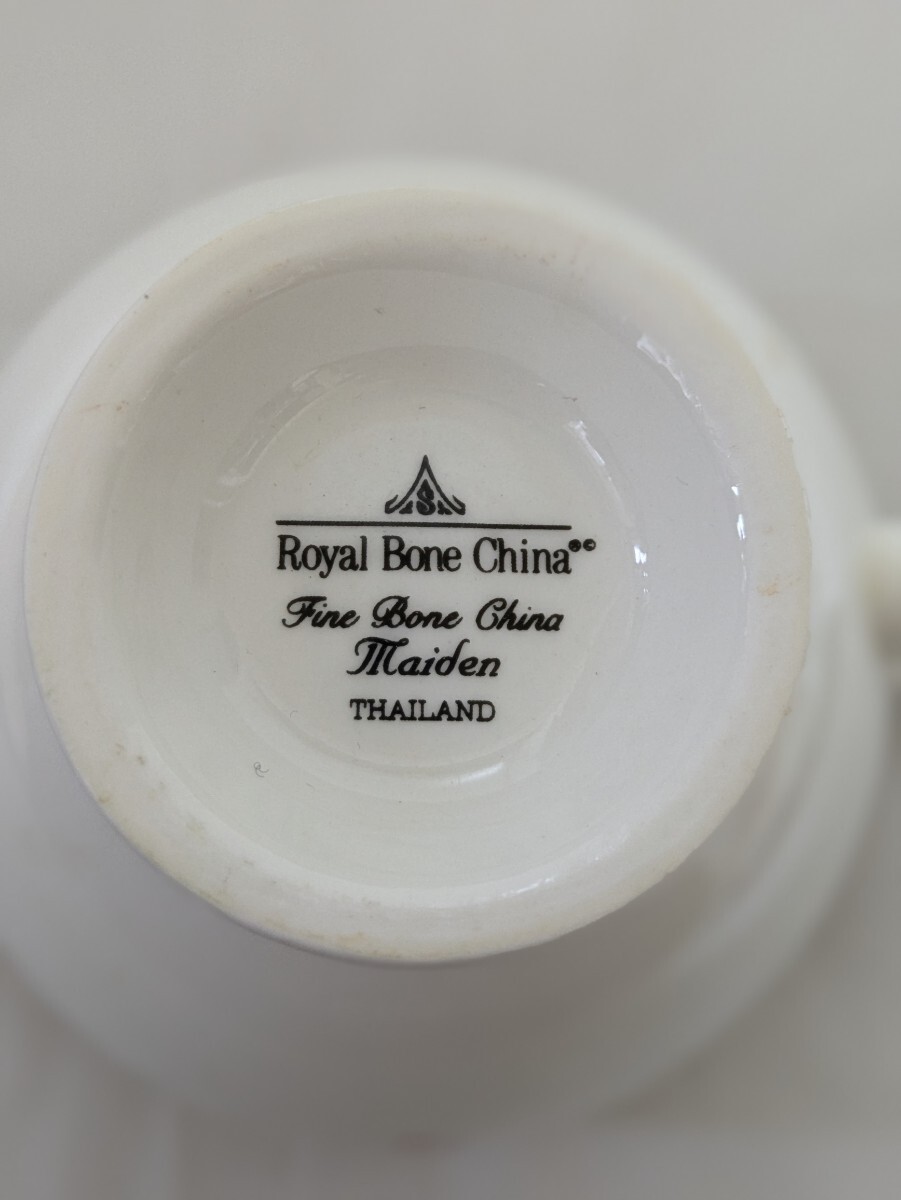 S
Royal Bone China®©
Fine Bone China
Maiden
THAILAND